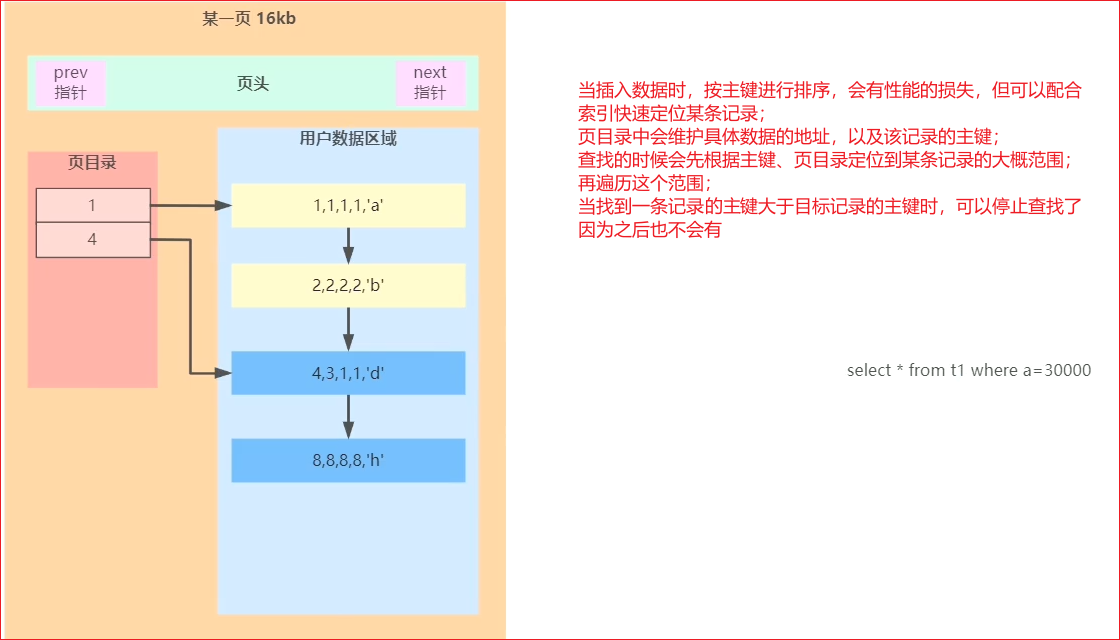 某一页 16kb
prev
指针
页头
next
指针
页目录
1
4
用户数据区域
1,1,1,1,'a'
2,2,2,2,'b'
4,3,1,1,'d'
8,8,8,8,'h'
当插入数据时，按主键进行排序，会有性能的损失，但可以配合
索引快速定位某条记录；
页目录中会维护具体数据的地址，以及该记录的主键；
查找的时候会先根据主键、页目录定位到某条记录的大概范围；
再遍历这个范围；
当找到一条记录的主键大于目标记录的主键时，可以停止查找了
因为之后也不会有
select * from t1 where a=30000